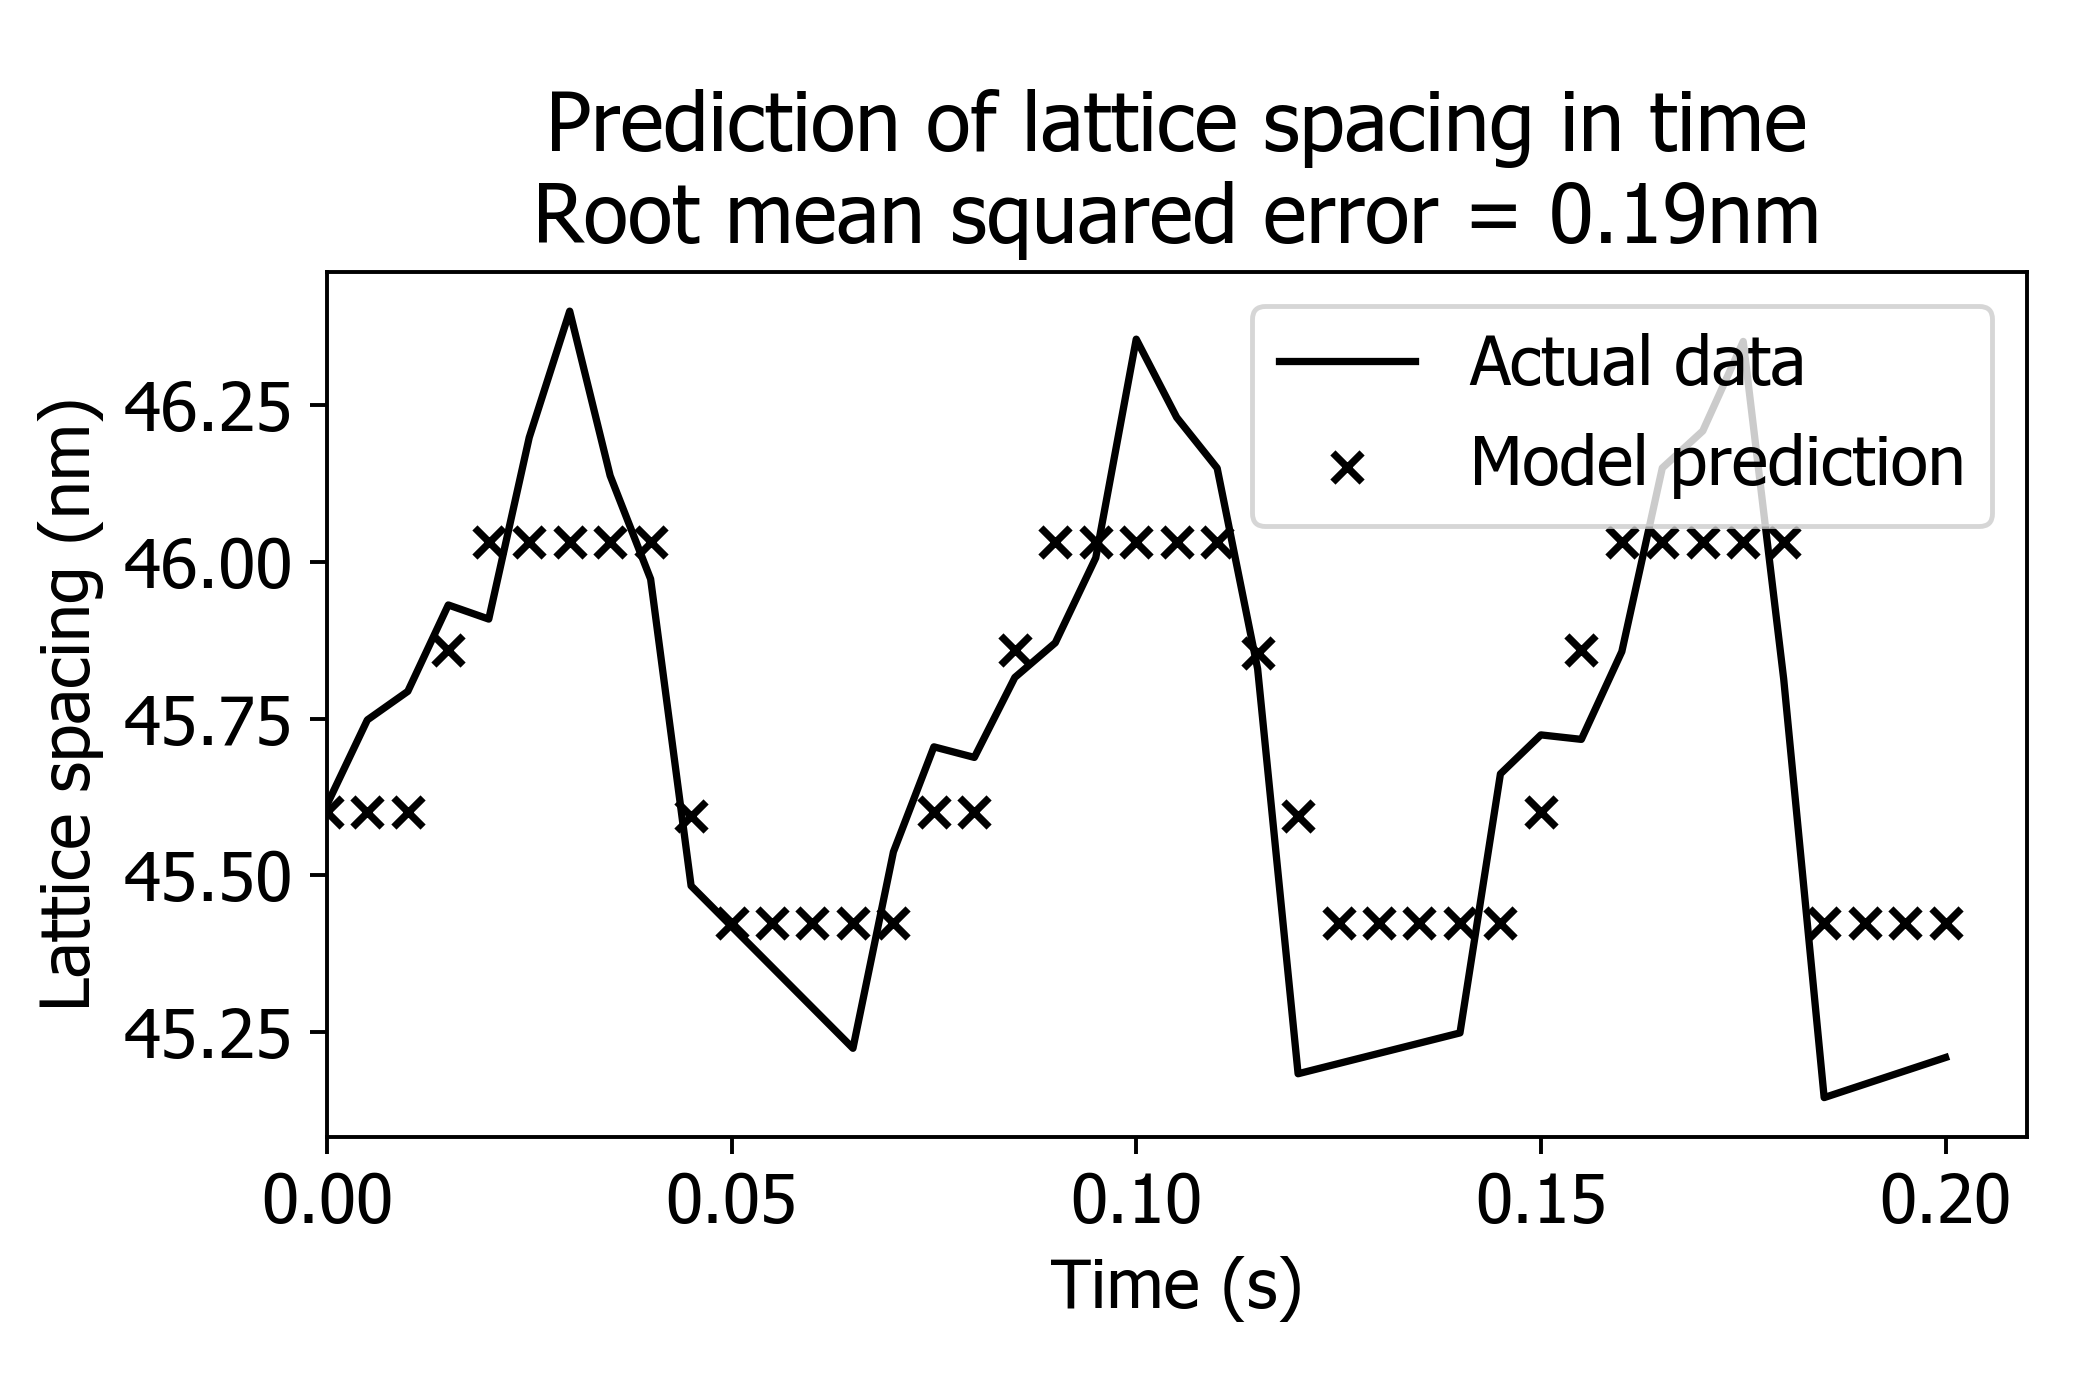 Prediction of lattice spacing in time
Root mean squared error = 0.19nm
Actual data
Model prediction
Lattice spacing (nm)
46.25
46.00
45.75
45.50
45.25
0.00 0.05 0.10 0.15 0.20
Time (s)